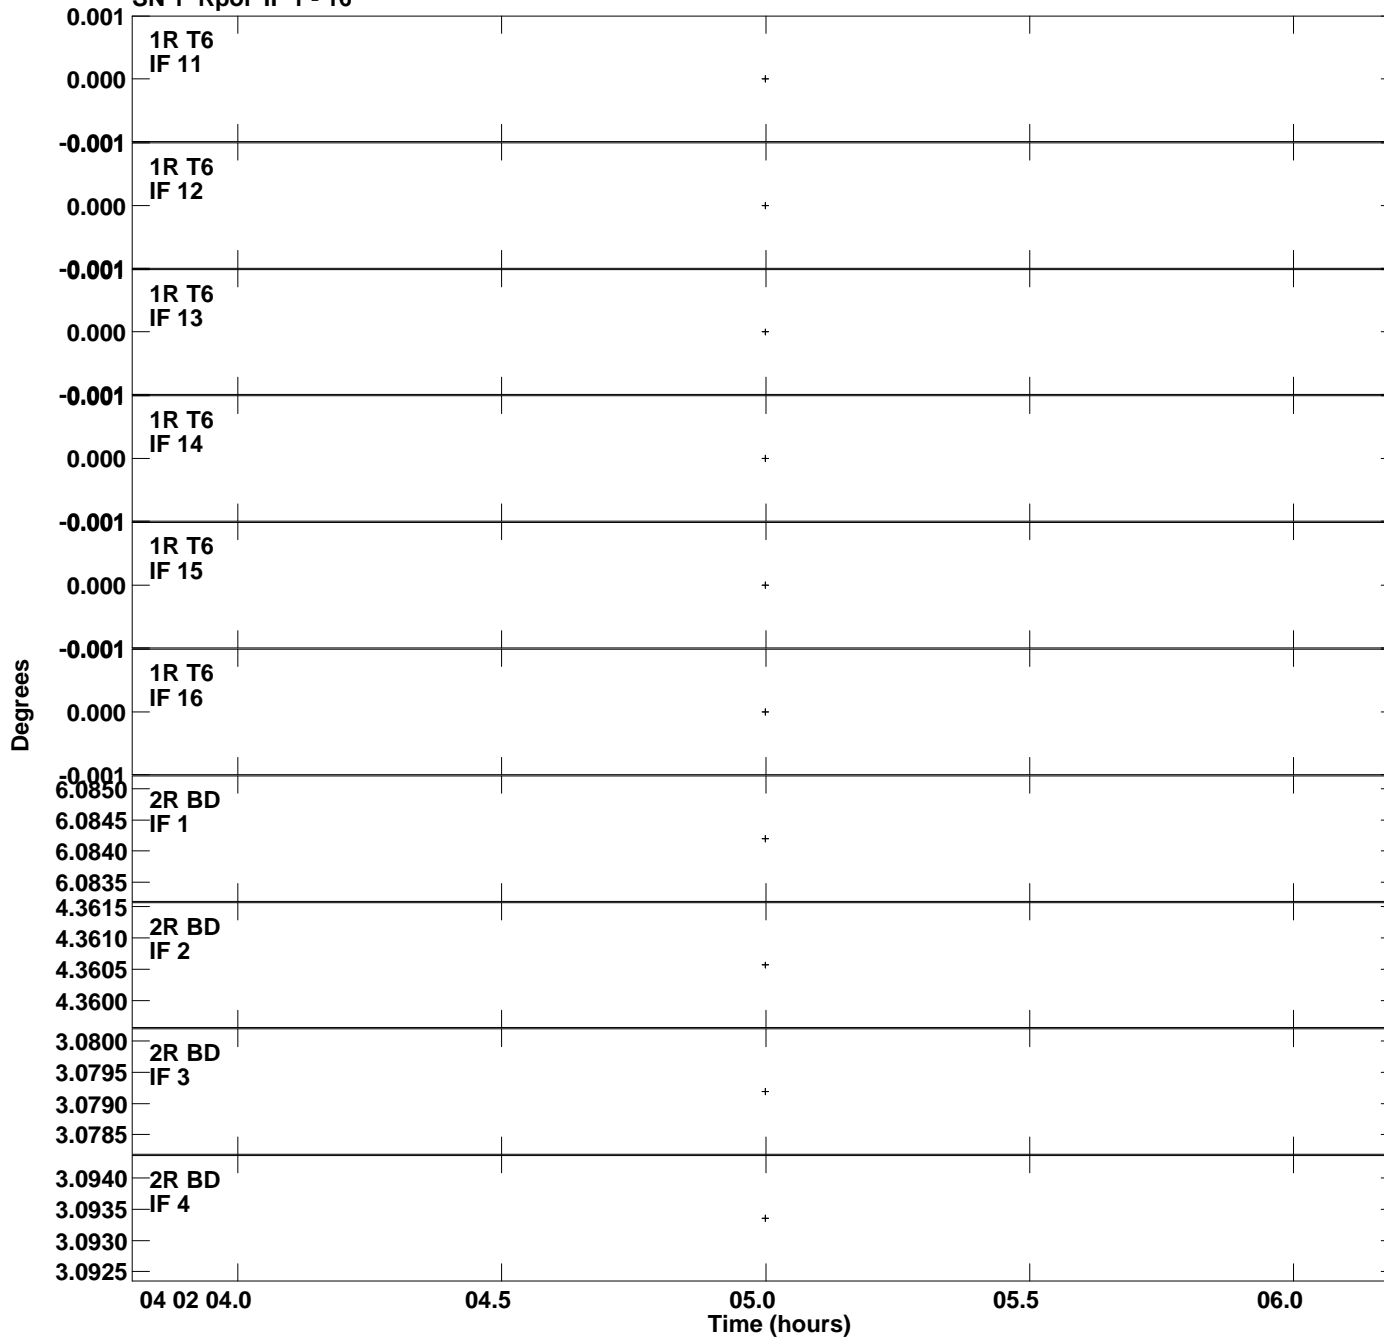 SN 1 Rpol IF 1 - 16
0.001
1R T6
IF 11
0.000
-0.001
1R T6
IF 12
0.000
-0.001
1R T6
IF 13
0.000
-0.001
1R T6
IF 14
0.000
-0.001
1R T6
IF 15
0.000
-0.001
1R T6
IF 16
0.000
-0.001
Degrees
6.0850
2R BD
IF 1
6.0845
6.0840
6.0835
4.3615
2R BD
IF 2
4.3610
4.3605
4.3600
3.0800
2R BD
IF 3
3.0795
3.0790
3.0785
3.0940
2R BD
IF 4
3.0935
3.0930
3.0925
04 02 04.0 04.5 05.0 05.5 06.0
Time (hours)